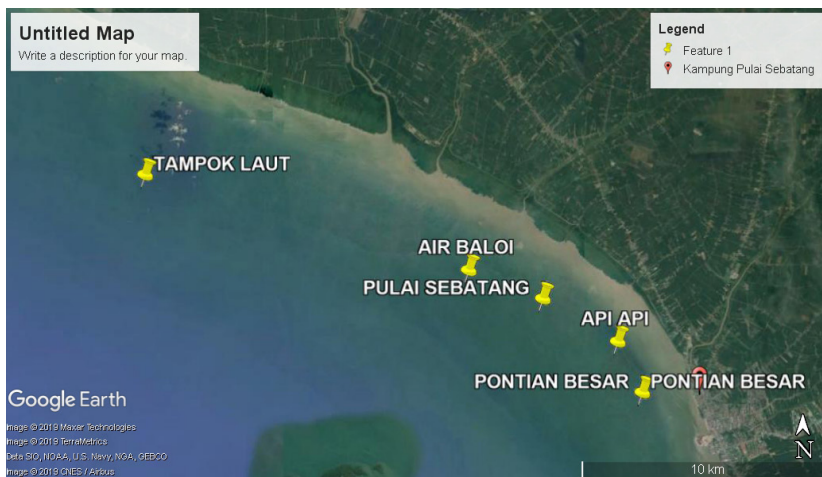 Untitled Map
Write a description for your map.
Legend
Feature 1
Kampung Pulai Sebatang
TAMPOK LAUT
AIR BALOI
PULAI SEBATANG
API API
PONTIAN BESAR PONTIAN BESAR
Google Earth
Image © 2019 Maxar Technologies
Image © 2019 TerraMetrics
Data SIO, NOAA, U.S. Navy, NGA, GEBCO
Image © 2019 CNES / Airbus
10 km
N